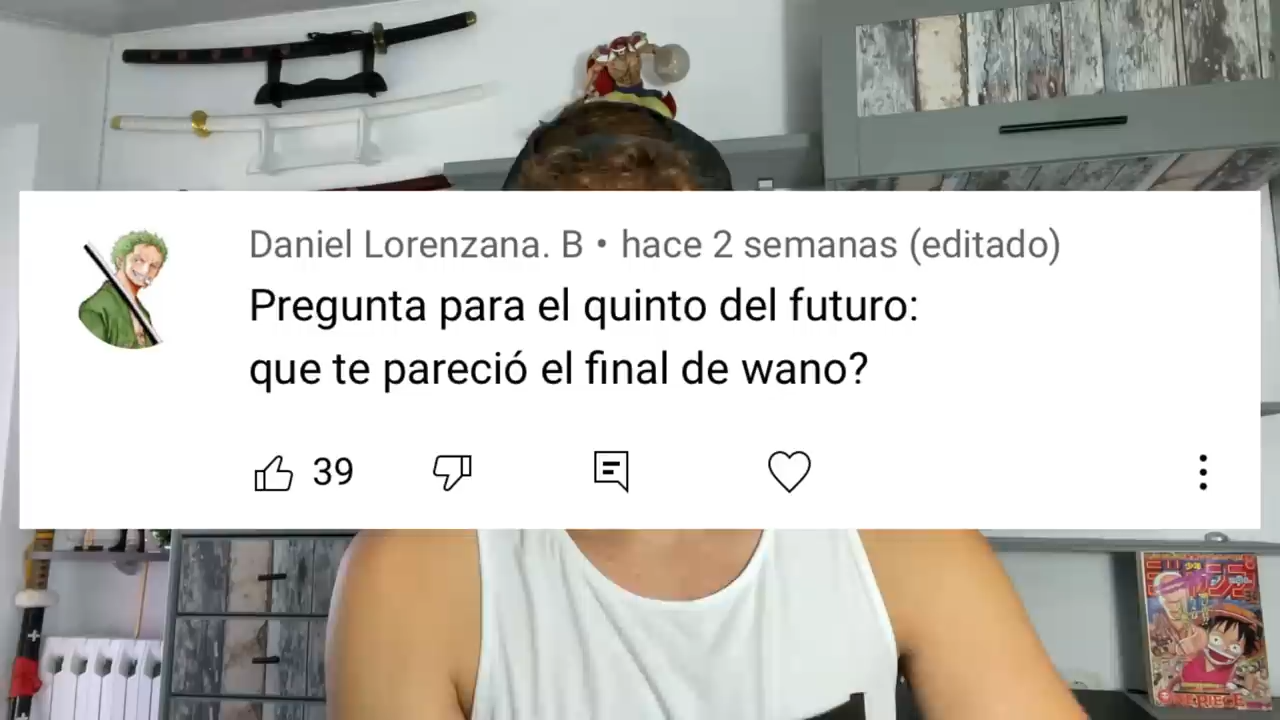 Daniel Lorenzana. B • hace 2 semanas (editado)
Pregunta para el quinto del futuro:
que te pareció el final de wano?
39